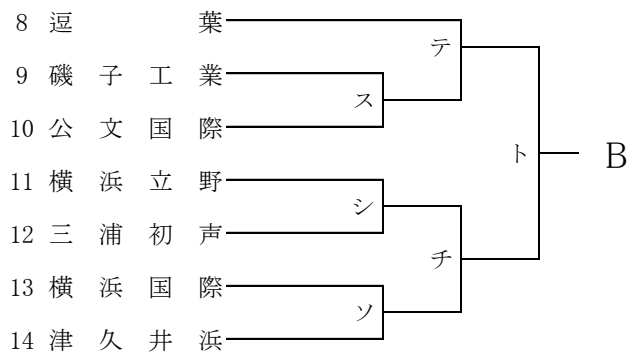 8 逗葉
テ
9 磯子工業
ス
10 公文国際
ト B
11 横浜立野
シ
12 三浦初声
チ
13 横浜国際
ソ
14 津久井浜